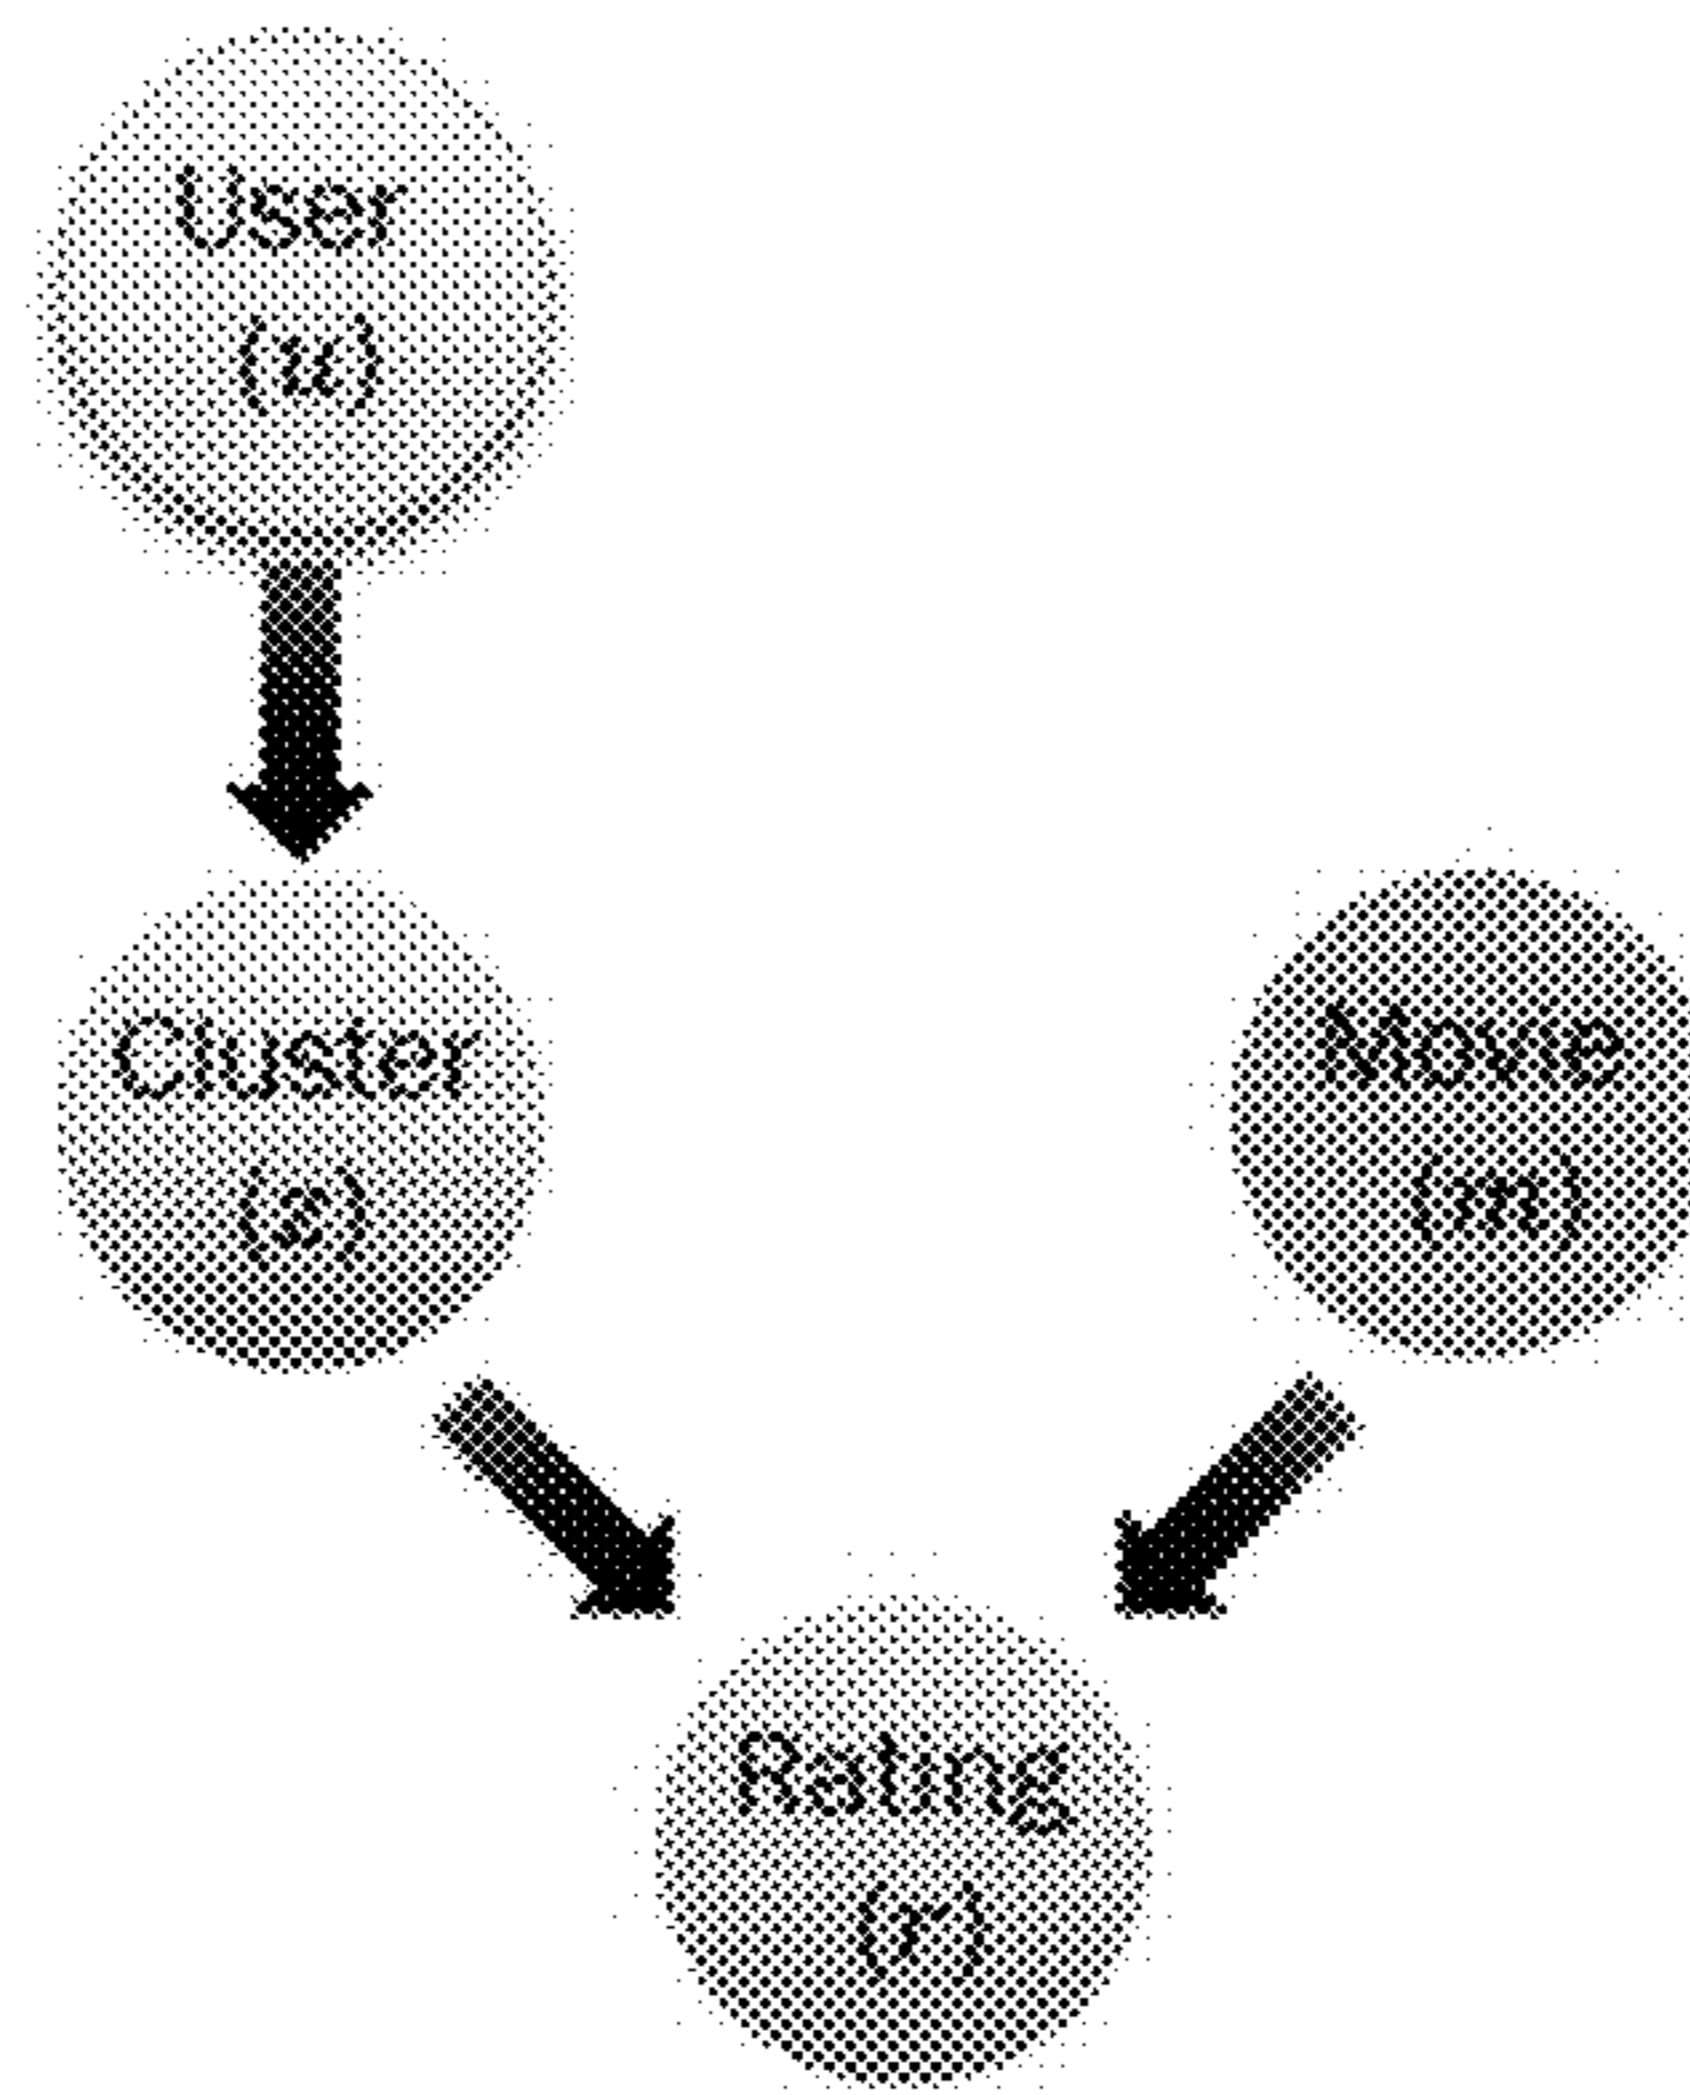 User
(u)
Cluster
(z)
Movie
(m)
Rating
(r)